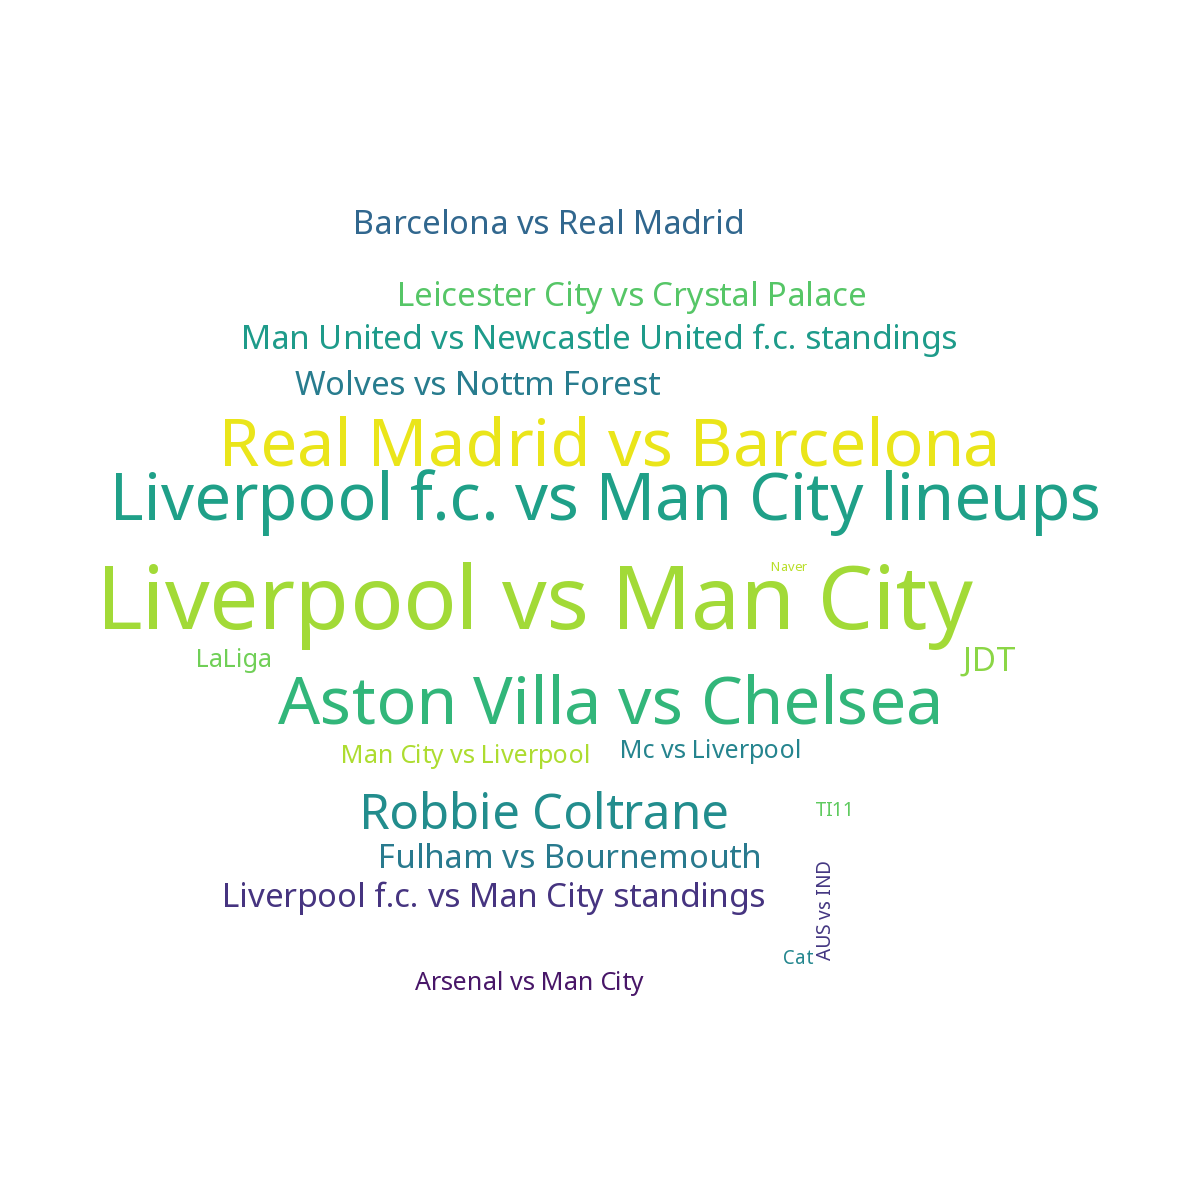 Barcelona vs Real Madrid
Leicester City vs Crystal Palace
Man United vs Newcastle United f.c. standings
Wolves vs Nottm Forest
Real Madrid vs Barcelona
Liverpool f.c. vs Man City lineups
Naver
Liverpool vs Man City
LaLiga
JDT
Aston Villa vs Chelsea
Man City vs Liverpool
Mc vs Liverpool
Robbie Coltrane
TI11
Fulham vs Bournemouth
Liverpool f.c. vs Man City standings
AUS vs IND
Cat
Arsenal vs Man City